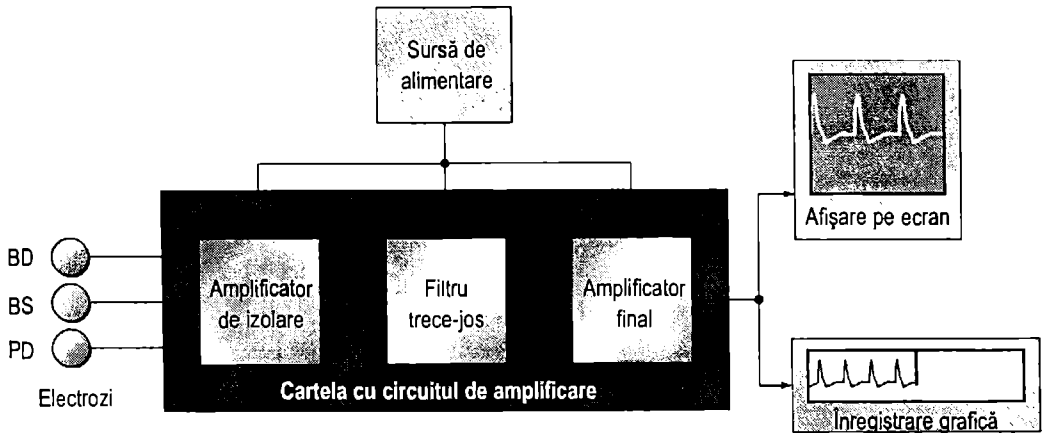 Sursă de
alimentare
Afişare pe ecran
BD
BS
PD
Electrozi
Amplificator
de izolare
Filtru
trece-jos
Amplificator
final
Cartela cu circuitul de amplificare
Înregistrare grafică